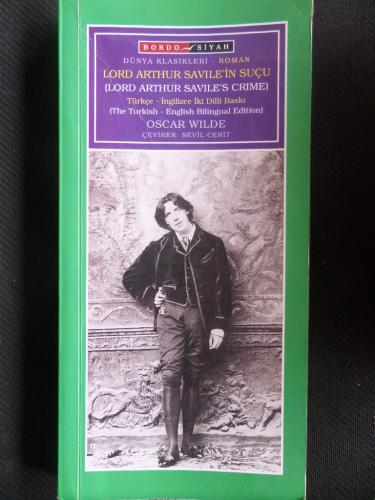 BORDO SİYAH
DÜNYA KLASİKLERİ - ROMAN
LORD ARTHUR SAVILE'İN SUÇU
(LORD ARTHUR SAVILE'S CRIME)
Türkçe - İngilizce İki Dilli Baskı
(The Turkish - English Bilingual Edition)
OSCAR WILDE
ÇEVİREN: SEVİL CERİT